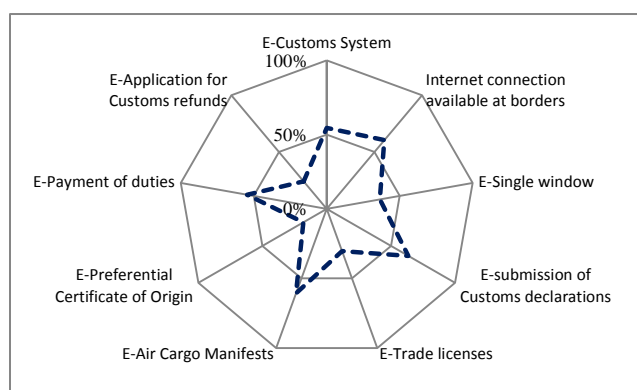 E-Customs System
100%
E-Application for
Customs refunds
Internet connection
available at borders
50%
E-Payment of duties
0%
E-Single window
E-Preferential
Certificate of Origin
E-submission of
Customs declarations
E-Air Cargo Manifests
E-Trade licenses